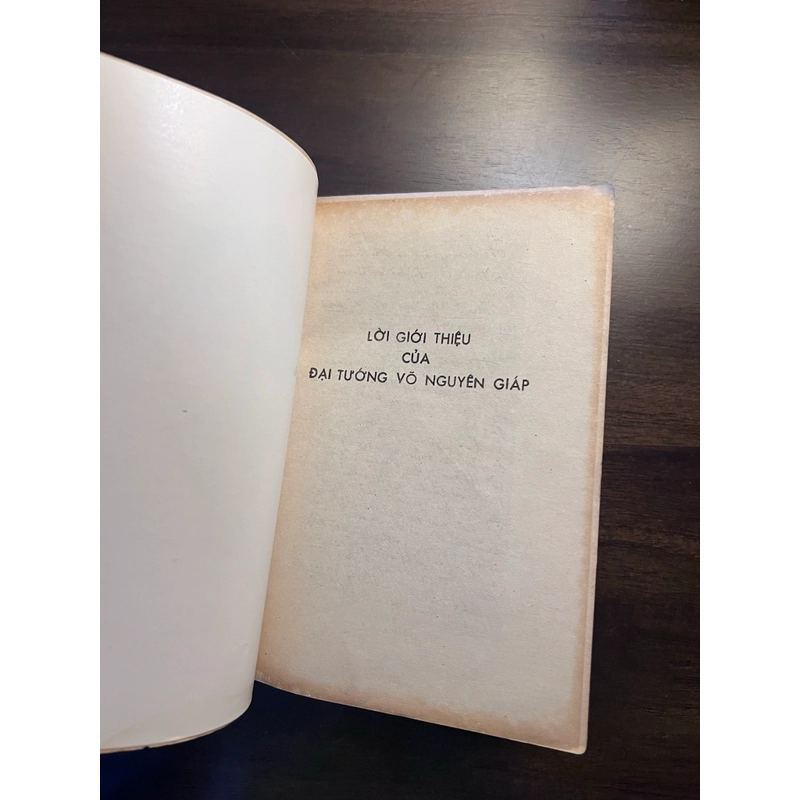 LỜI GIỚI THIỆU
CỦA
ĐẠI TƯỚNG VÕ NGUYÊN GIÁP